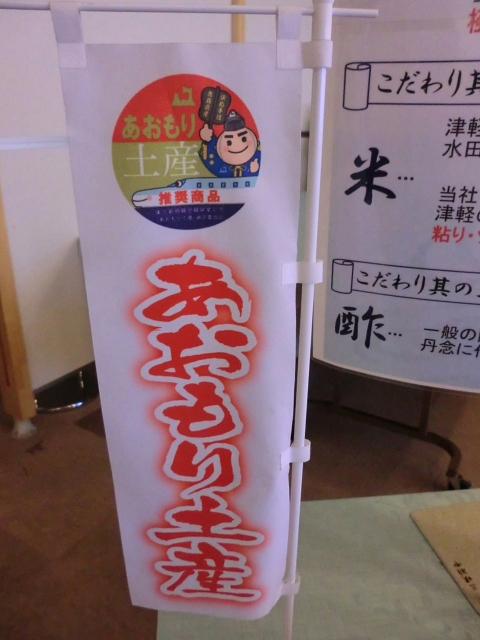 あおもり
土産
推奨商品
あおもり土産
こだわり其
米…
津軽
水田
当社
津軽の
粘り・
こだわり其の
酢…
一般の
丹念に